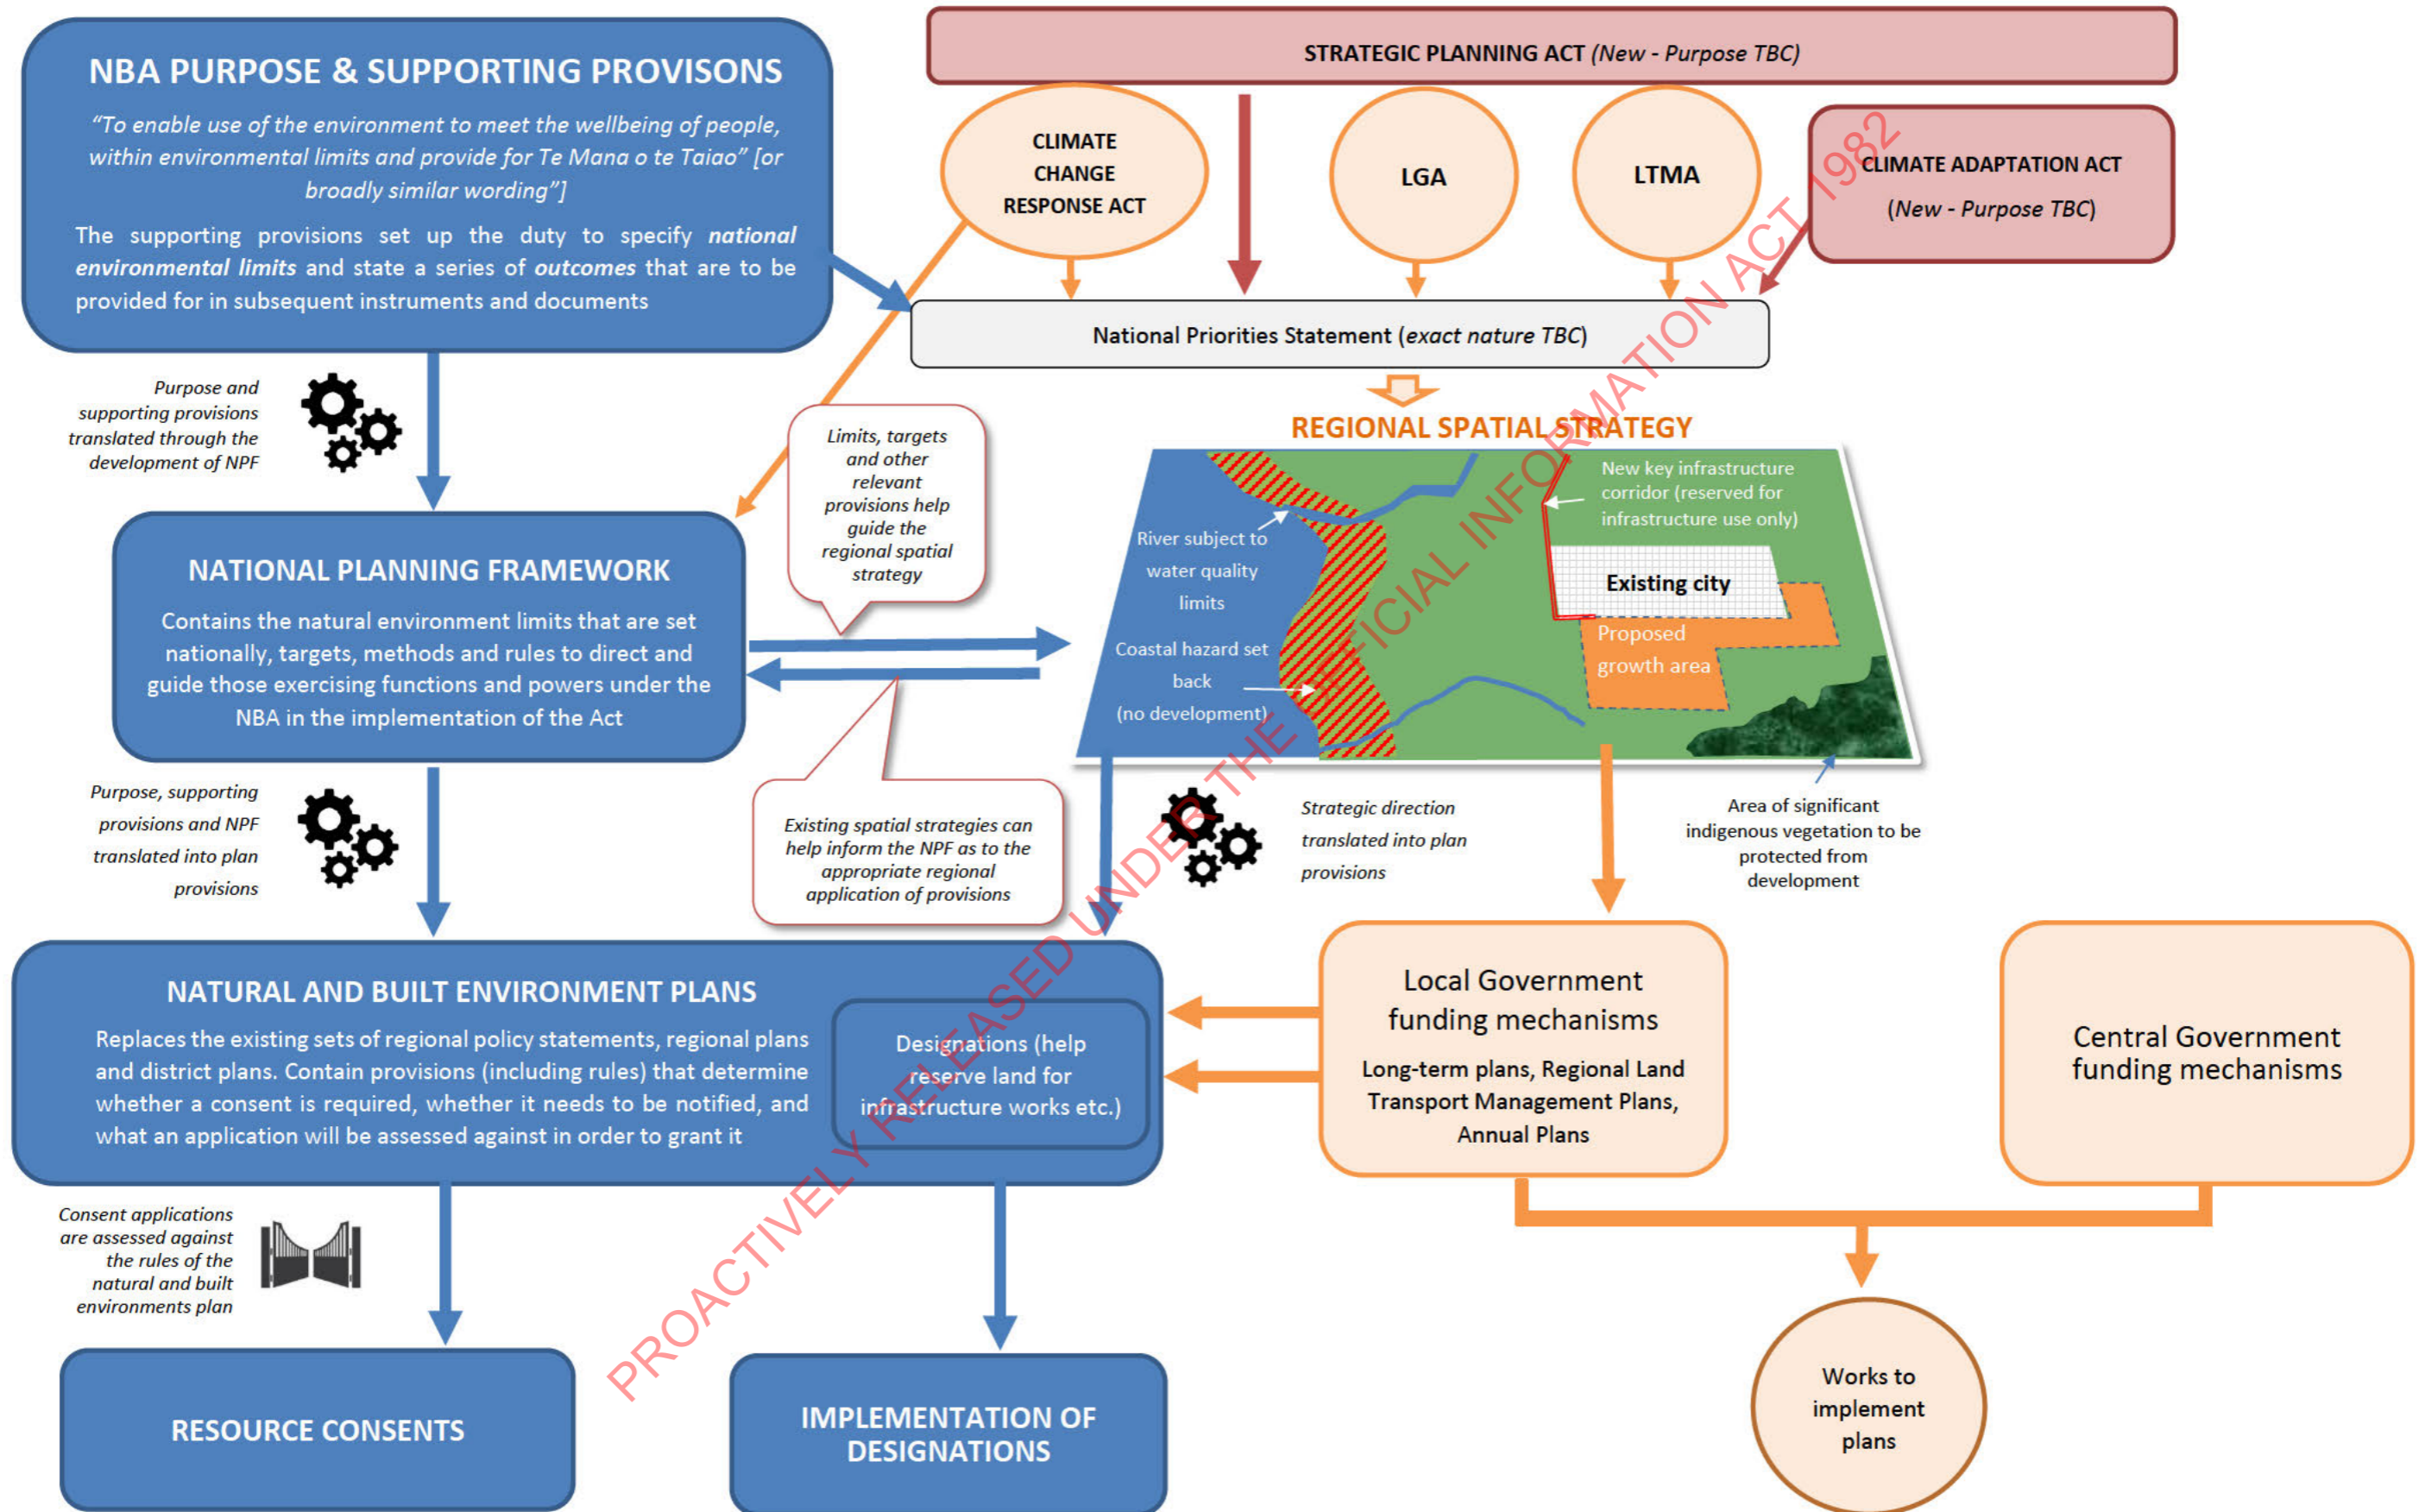 NBA PURPOSE & SUPPORTING PROVISONS
“To enable use of the environment to meet the wellbeing of people,
within environmental limits and provide for Te Mana o te Taiao” [or
broadly similar wording”]
The supporting provisions set up the duty to specify national
environmental limits and state a series of outcomes that are to be
provided for in subsequent instruments and documents
STRATEGIC PLANNING ACT (New - Purpose TBC)
CLIMATE
CHANGE
RESPONSE ACT
LGA
LTMA
CLIMATE ADAPTATION ACT
(New - Purpose TBC)
National Priorities Statement (exact nature TBC)
Purpose and
supporting provisions
translated through the
development of NPF
Limits, targets
and other
relevant
provisions help
guide the
regional spatial
strategy
REGIONAL SPATIAL STRATEGY
New key infrastructure
corridor (reserved for
infrastructure use only)
River subject to
water quality
limits
Existing city
Proposed
growth area
Coastal hazard set
back
(no development)
NATIONAL PLANNING FRAMEWORK
Contains the natural environment limits that are set
nationally, targets, methods and rules to direct and
guide those exercising functions and powers under the
NBA in the implementation of the Act
Purpose, supporting
provisions and NPF
translated into plan
provisions
Existing spatial strategies can
help inform the NPF as to the
appropriate regional
application of provisions
Strategic direction
translated into plan
provisions
Area of significant
indigenous vegetation to be
protected from
development
NATURAL AND BUILT ENVIRONMENT PLANS
Replaces the existing sets of regional policy statements, regional plans
and district plans. Contain provisions (including rules) that determine
whether a consent is required, whether it needs to be notified, and
what an application will be assessed against in order to grant it
Designations (help
reserve land for
infrastructure works etc.)
Local Government
funding mechanisms
Long-term plans, Regional Land
Transport Management Plans,
Annual Plans
Central Government
funding mechanisms
Consent applications
are assessed against
the rules of the
natural and built
environments plan
RESOURCE CONSENTS
IMPLEMENTATION OF
DESIGNATIONS
Works to
implement
plans
PROACTIVELY RELEASED UNDER THE OFFICIAL INFORMATION ACT 1982